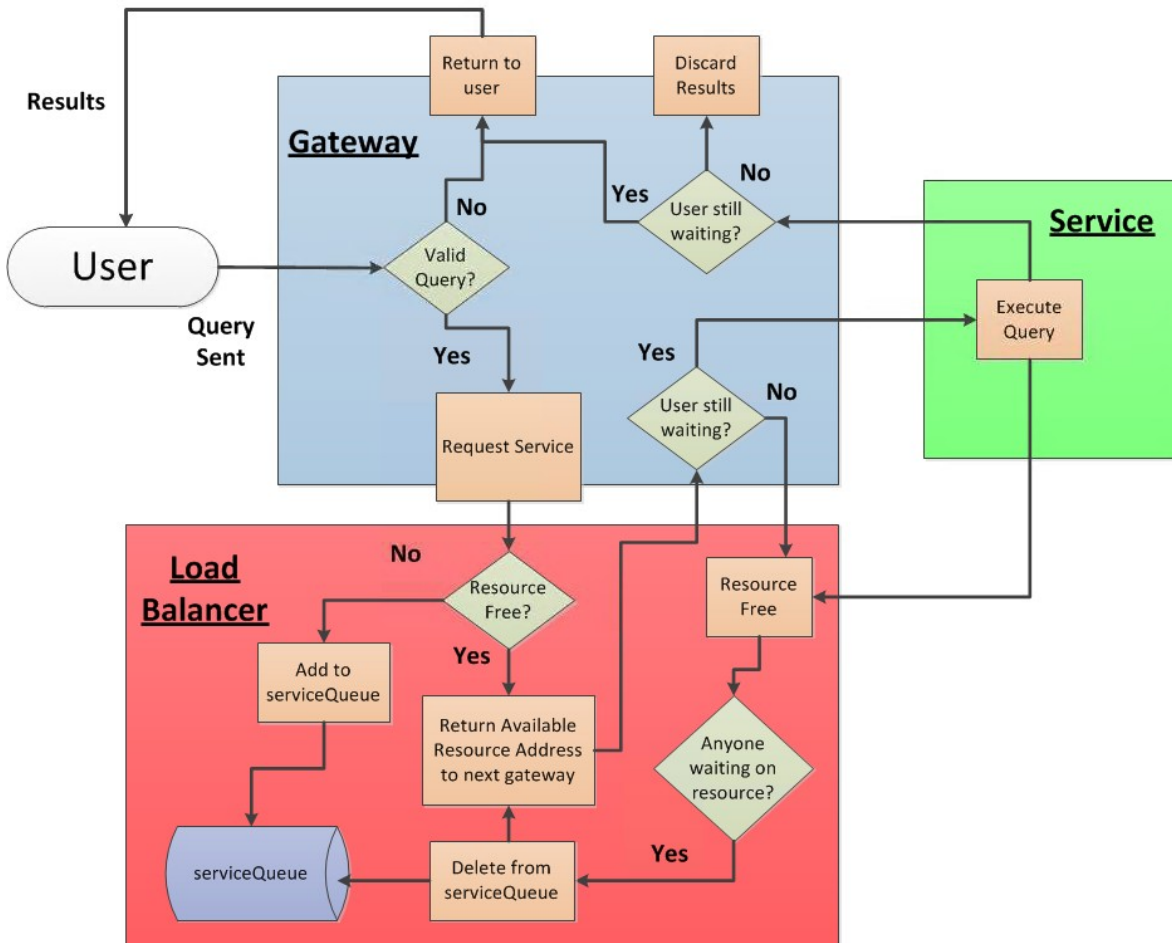 Return to
user
Discard
Results
Results
Gateway
No
Yes
No
User still
waiting?
Service
User
Valid
Query?
Query
Sent
Execute
Query
Yes
Yes
No
User still
waiting?
Request Service
Load
Balancer
No
Resource
Free?
Resource
Free
Yes
Add to
serviceQueue
Return Available
Resource Address
to next gateway
Anyone
waiting on
resource?
Yes
serviceQueue
Delete from
serviceQueue